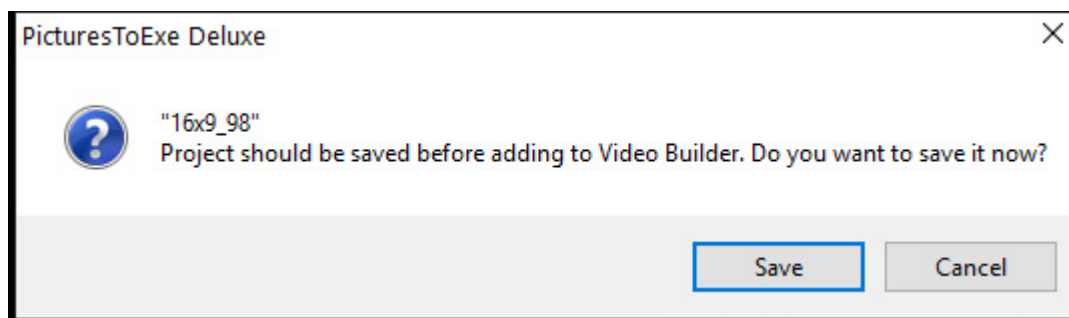 PicturesToExe Deluxe
"16x9_98"
Project should be saved before adding to Video Builder. Do you want to save it now?
Save
Cancel